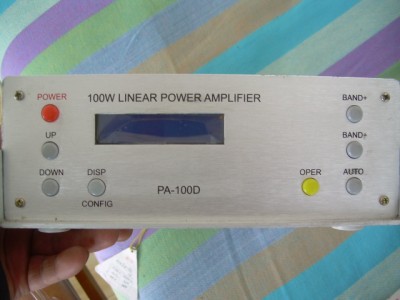 POWER
100W LINEAR POWER AMPLIFIER
BAND+
UP
BAND+
DOWN
DISP
CONFIG
PA-100D
OPER
AUTO